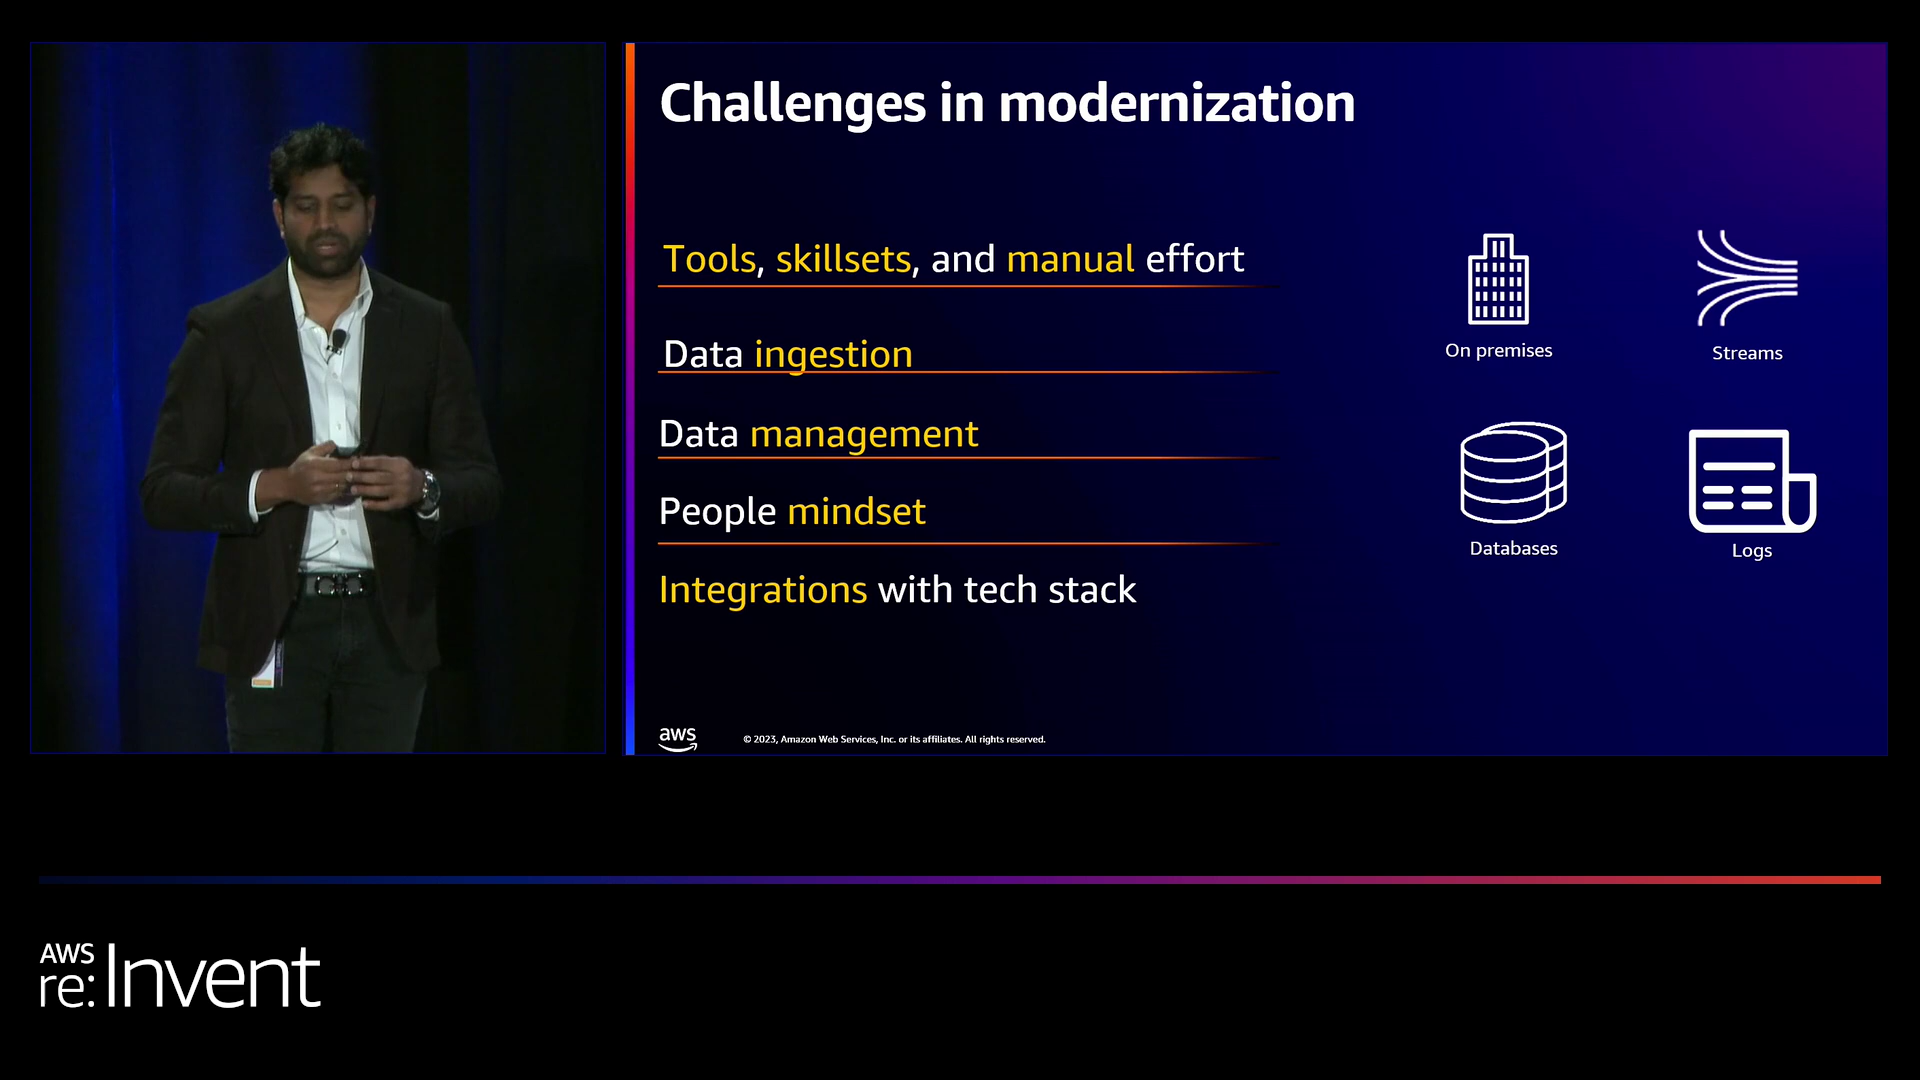 Challenges in modernization
Tools, skillsets, and manual effort
Data ingestion
Data management
People mindset
Integrations with tech stack
On premises
Streams
Databases
Logs
aws
© 2023, Amazon Web Services, Inc. or its affiliates. All rights reserved.
AWS
re:Invent